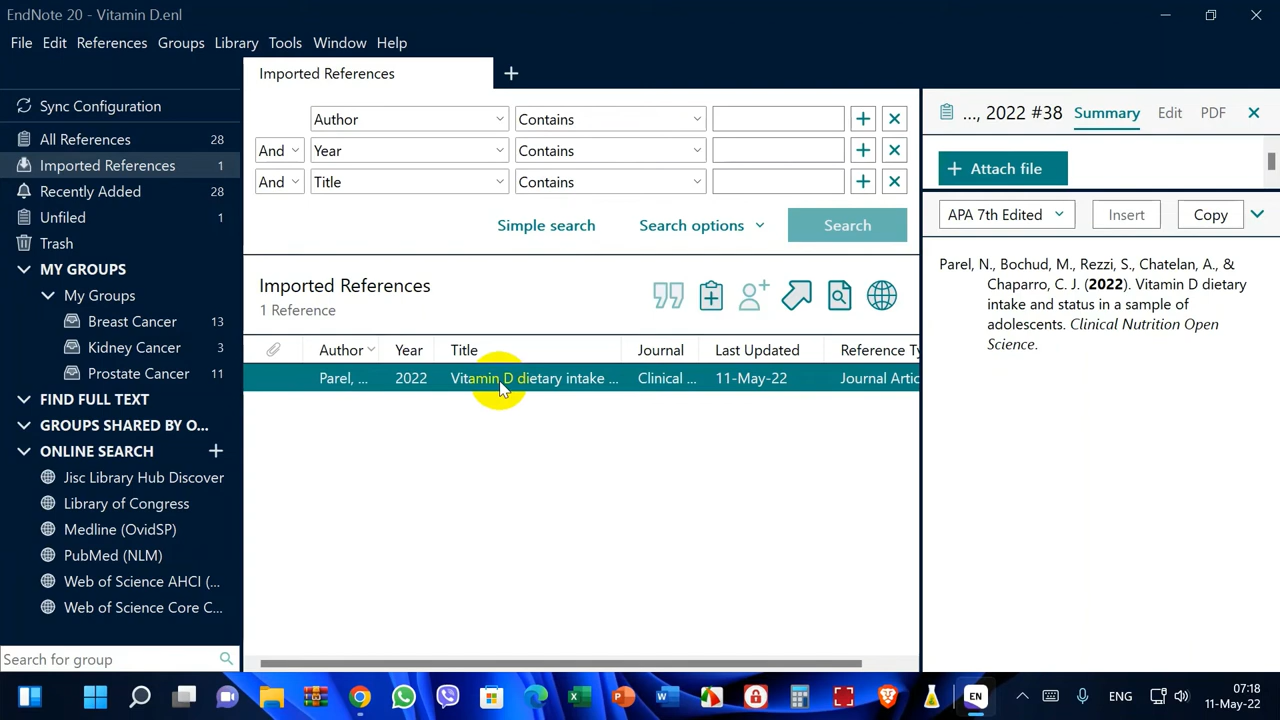 EndNote 20 - Vitamin D.enl
File Edit References Groups Library Tools Window Help
Sync Configuration
All References 28
Imported References 1
Recently Added 28
Unfiled 1
Trash
MY GROUPS
My Groups
Breast Cancer 13
Kidney Cancer 3
Prostate Cancer 11
FIND FULL TEXT
GROUPS SHARED BY O...
ONLINE SEARCH
Jisc Library Hub Discover
Library of Congress
Medline (OvidSP)
PubMed (NLM)
Web of Science AHCI (...
Web of Science Core C...
Search for group
Imported References
Author Contains
And Year Contains
And Title Contains
Simple search Search options Search
Imported References
1 Reference
Author Year Title Journal Last Updated Reference Ty
Parel, ... 2022 Vitamin D dietary intake ... Clinical ... 11-May-22 Journal Artic
..., 2022 #38 Summary Edit PDF
Attach file
APA 7th Edited Insert Copy
Parel, N., Bochud, M., Rezzi, S., Chatelan, A., &
Chaparro, C. J. (2022). Vitamin D dietary
intake and status in a sample of
adolescents. Clinical Nutrition Open
Science.
EN
ENG
07:18
11-May-22